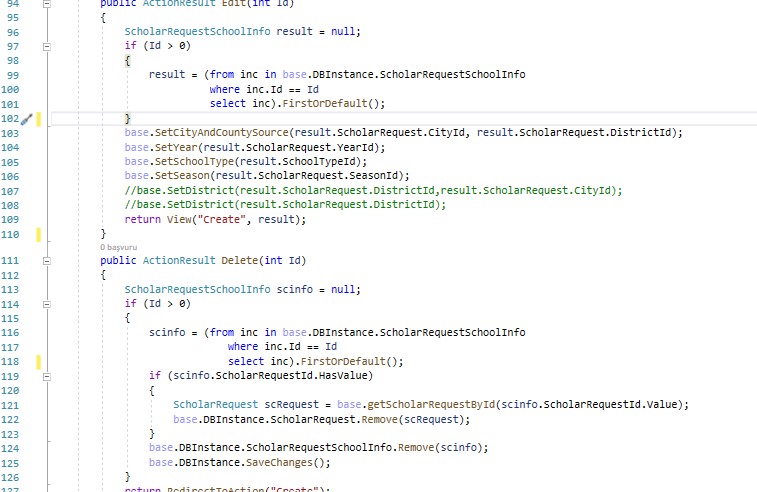 94 public ActionResult Edit(int Id)
95 {
96 ScholarRequestSchoolInfo result = null;
97 if (Id > 0)
98 {
99 result = (from inc in base.DBInstance.ScholarRequestSchoolInfo
100 where inc.Id == Id
101 select inc).FirstOrDefault();
102 }
103 base.SetCityAndCountySource(result.ScholarRequest.CityId, result.ScholarRequest.DistrictId);
104 base.SetYear(result.ScholarRequest.YearId);
105 base.SetSchoolType(result.SchoolTypeId);
106 base.SetSeason(result.ScholarRequest.SeasonId);
107 //base.SetDistrict(result.ScholarRequest.DistrictId,result.ScholarRequest.CityId);
108 //base.SetDistrict(result.ScholarRequest.DistrictId);
109 return View("Create", result);
110 }
0 başvuru
111 public ActionResult Delete(int Id)
112 {
113 ScholarRequestSchoolInfo scinfo = null;
114 if (Id > 0)
115 {
116 scinfo = (from inc in base.DBInstance.ScholarRequestSchoolInfo
117 where inc.Id == Id
118 select inc).FirstOrDefault();
119 if (scinfo.ScholarRequestId.HasValue)
120 {
121 ScholarRequest scRequest = base.getScholarRequestById(scinfo.ScholarRequestId.Value);
122 base.DBInstance.ScholarRequest.Remove(scRequest);
123 }
124 base.DBInstance.ScholarRequestSchoolInfo.Remove(scinfo);
125 base.DBInstance.SaveChanges();
126 }
127 return RedirectToAction("Create");